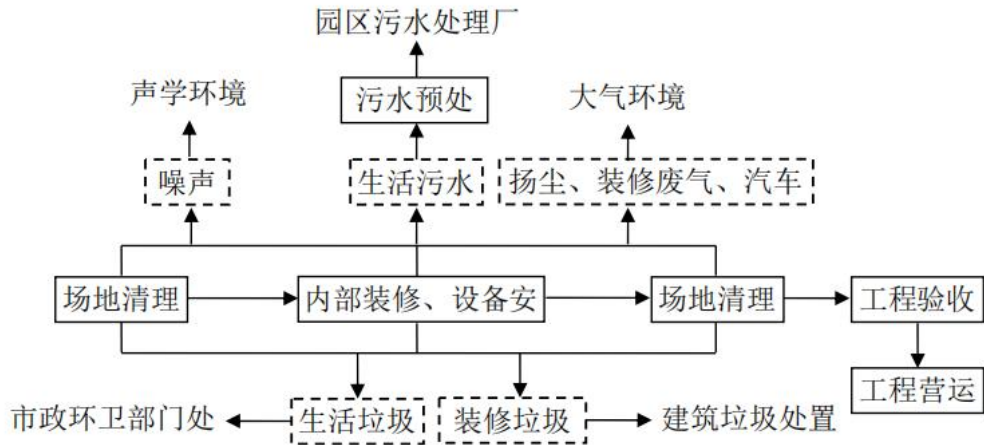 园区污水处理厂
声学环境
污水预处
大气环境
噪声
生活污水
扬尘、装修废气、汽车
场地清理
内部装修、设备安
场地清理
工程验收
工程营运
市政环卫部门处
生活垃圾
装修垃圾
建筑垃圾处置